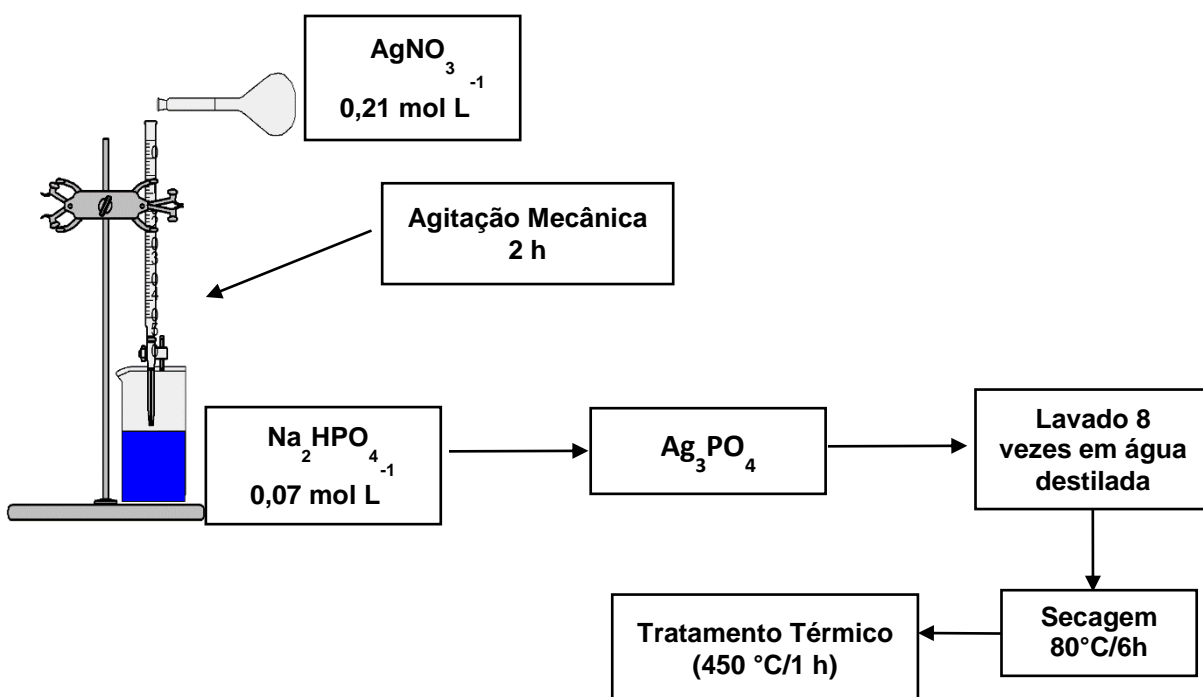 AgNO₃
0,21 mol L⁻¹
Agitação Mecânica
2 h
Na₂HPO₄
0,07 mol L⁻¹
Ag₃PO₄
Lavado 8
vezes em água
destilada
Secagem
80°C/6h
Tratamento Térmico
(450 °C/1 h)